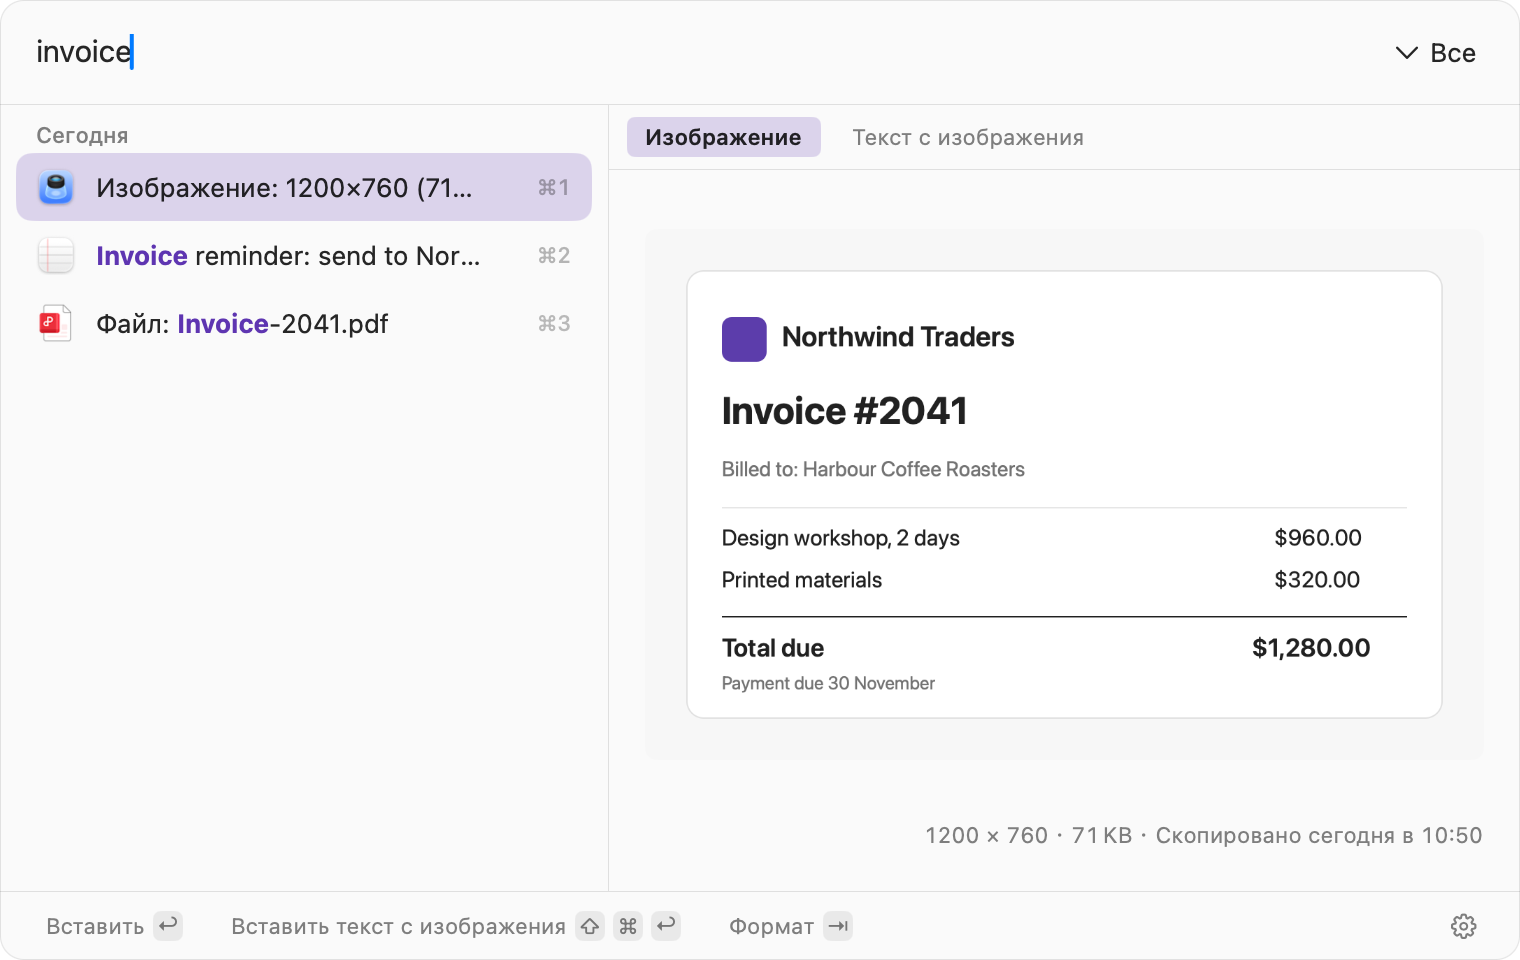 invoice
Все
Сегодня
Изображение: 1200×760 (71... ⌘1
Invoice reminder: send to Nor... ⌘2
Файл: Invoice-2041.pdf ⌘3
Изображение Текст с изображения
Northwind Traders
Invoice #2041
Billed to: Harbour Coffee Roasters
Design workshop, 2 days $960.00
Printed materials $320.00
Total due $1,280.00
Payment due 30 November
1200 × 760 · 71 KB · Скопировано сегодня в 10:50
Вставить ↩ Вставить текст с изображения ⇧ ⌘ ↩ Формат ⇥